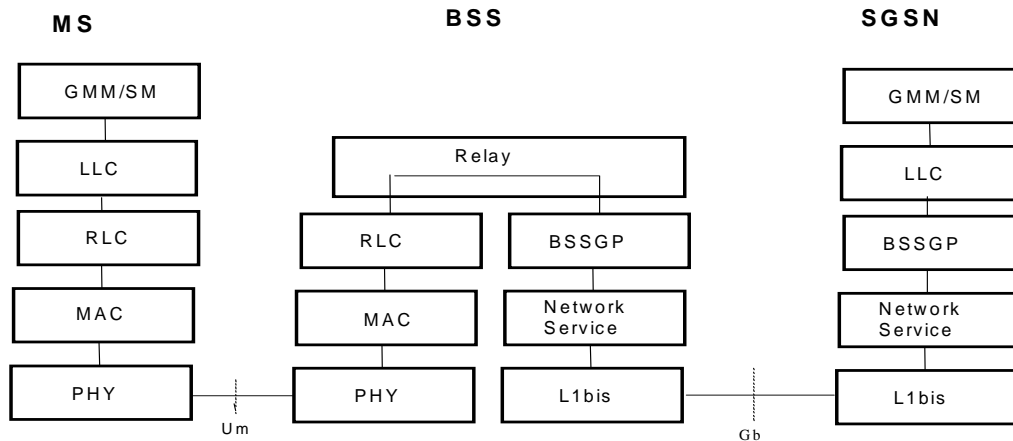 MS
BSS
SGSN
GMM/SM
LLC
RLC
MAC
PHY
Relay
RLC
MAC
PHY
BSSGP
Network
Service
L1bis
GMM/SM
LLC
BSSGP
Network
Service
L1bis
Um
Gb